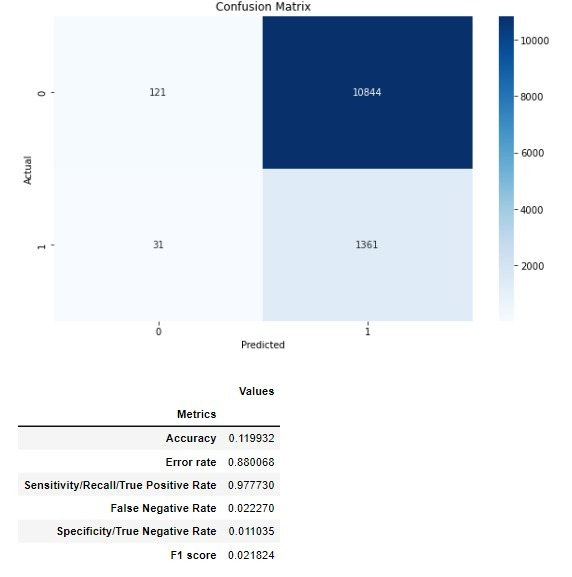 Confusion Matrix
0
121
10844
Actual
1
31
1361
0
1
Predicted
10000
8000
6000
4000
2000
Values
Metrics
Accuracy 0.119932
Error rate 0.880068
Sensitivity/Recall/True Positive Rate 0.977730
False Negative Rate 0.022270
Specificity/True Negative Rate 0.011035
F1 score 0.021824